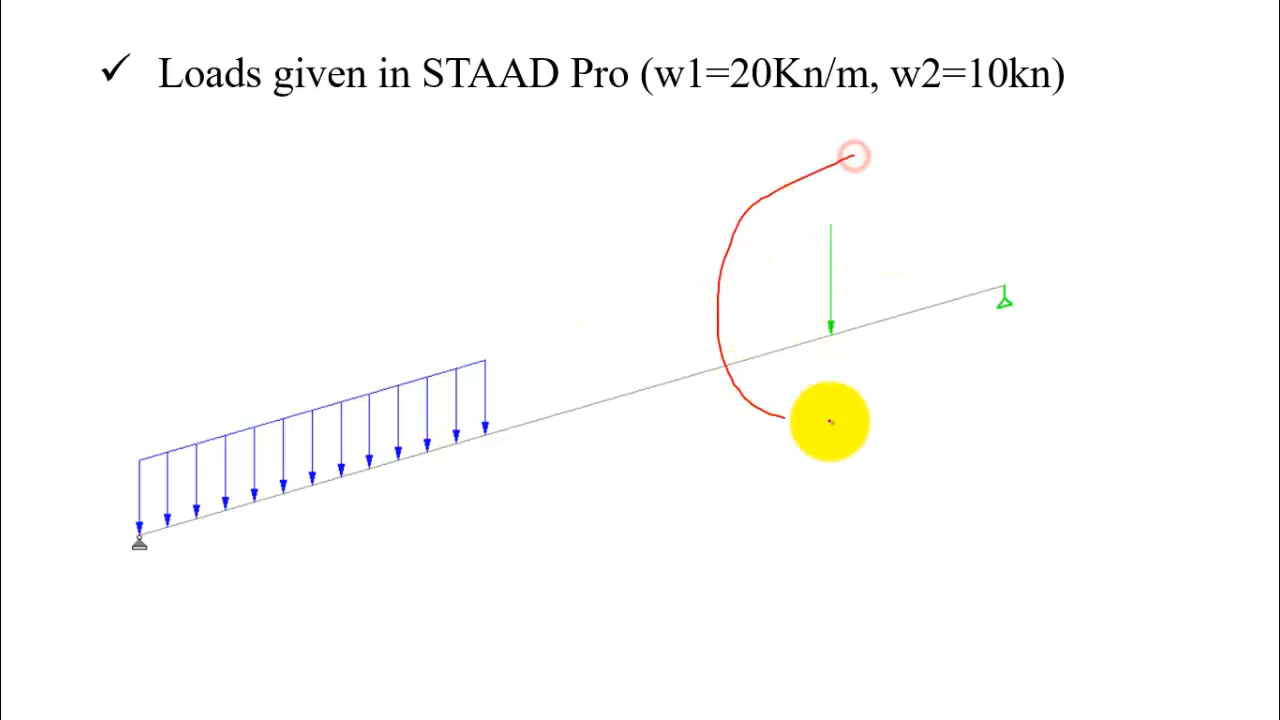 Loads given in STAAD Pro (w1=20Kn/m, w2=10kn)